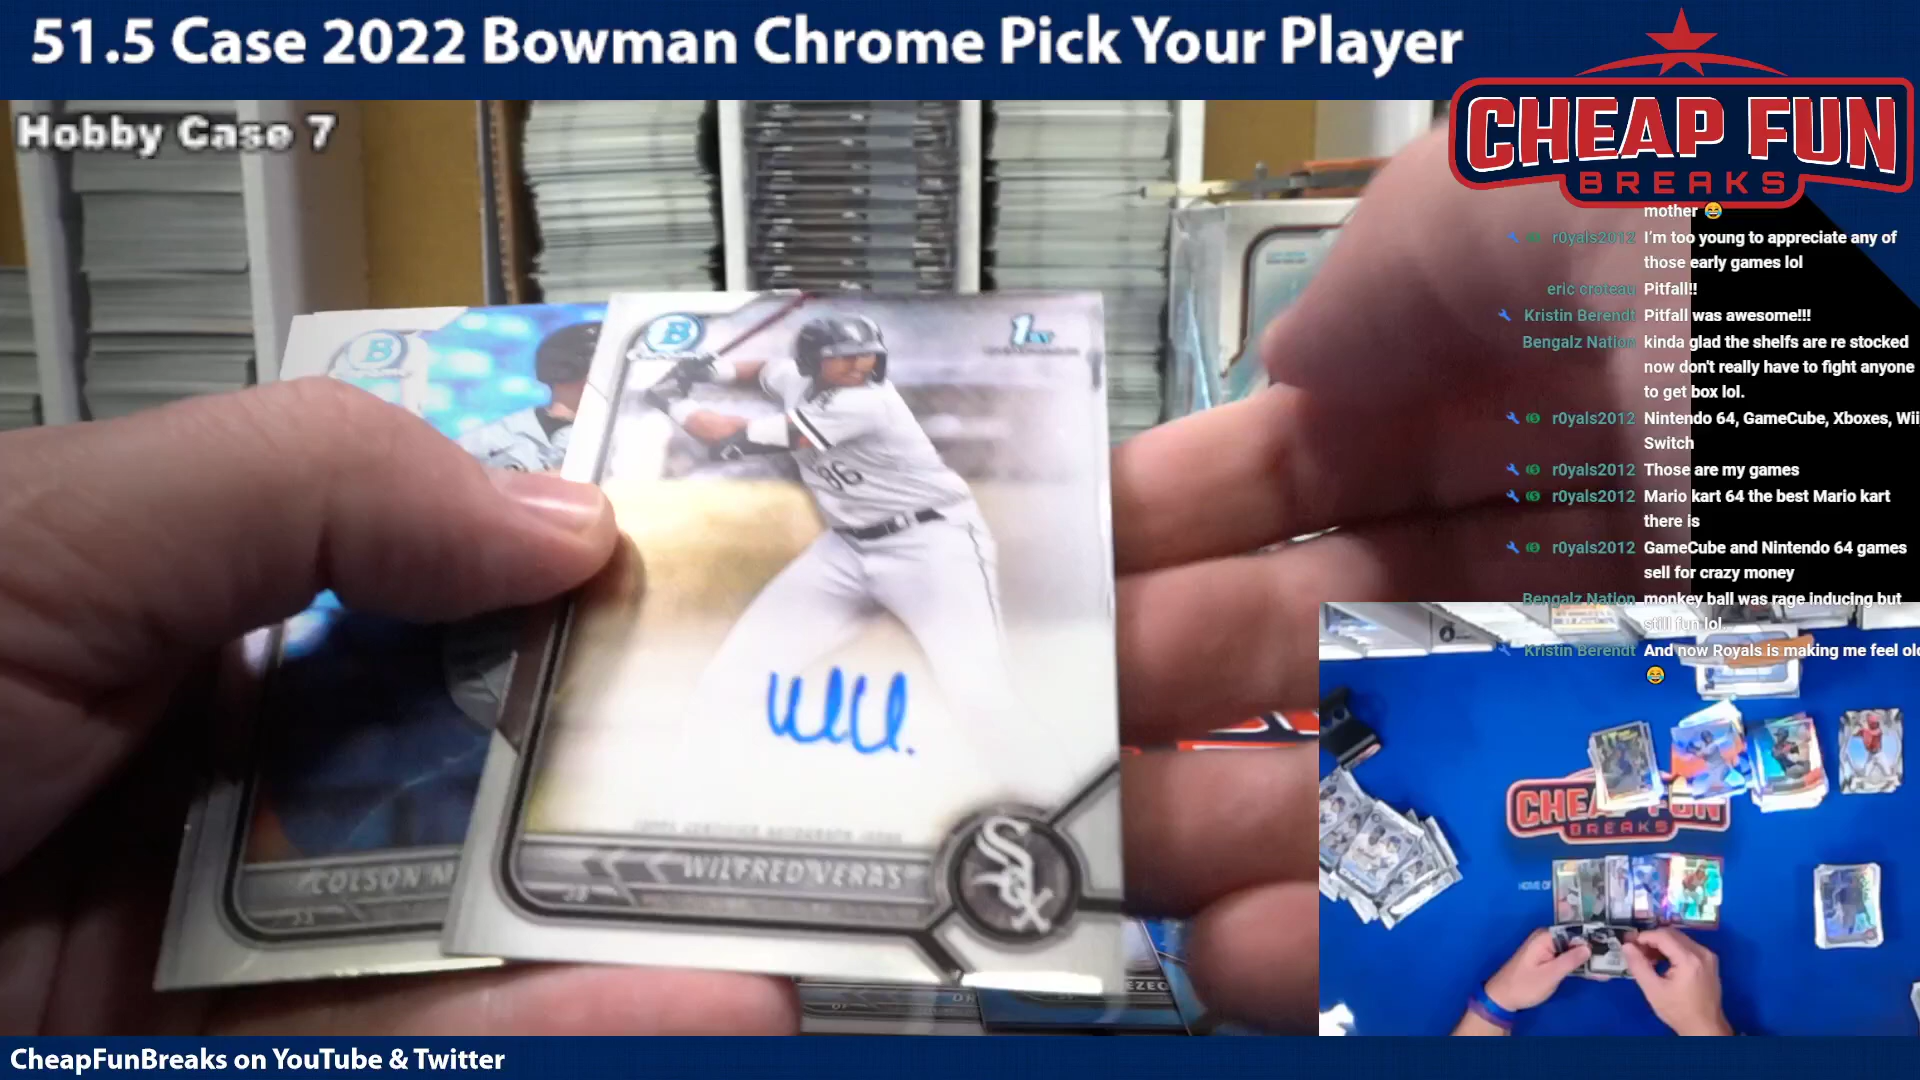 51.5 Case 2022 Bowman Chrome Pick Your Player
CHEAP FUN
BREAKS
Hobby Case 7
mother 😂
r0yals2012 I'm too young to appreciate any of
those early games lol
eric croteau Pitfall!!
Kristin Berendt Pitfall was awesome!!!
Bengalz Nation kinda glad the shelfs are re stocked
now don't really have to fight anyone
to get box lol.
r0yals2012 Nintendo 64, GameCube, Xboxes, Wii
Switch
r0yals2012 Those are my games
r0yals2012 Mario kart 64 the best Mario kart
there is
r0yals2012 GameCube and Nintendo 64 games
sell for crazy money
Bengalz Nation monkey ball was rage inducing but
still fun lol.
Kristin Berendt And now Royals is making me feel old
😂
B
B
1st
86
COLSON M
WILFRED VERAS
SOX
CHEAP FUN
BREAKS
CheapFunBreaks on YouTube & Twitter